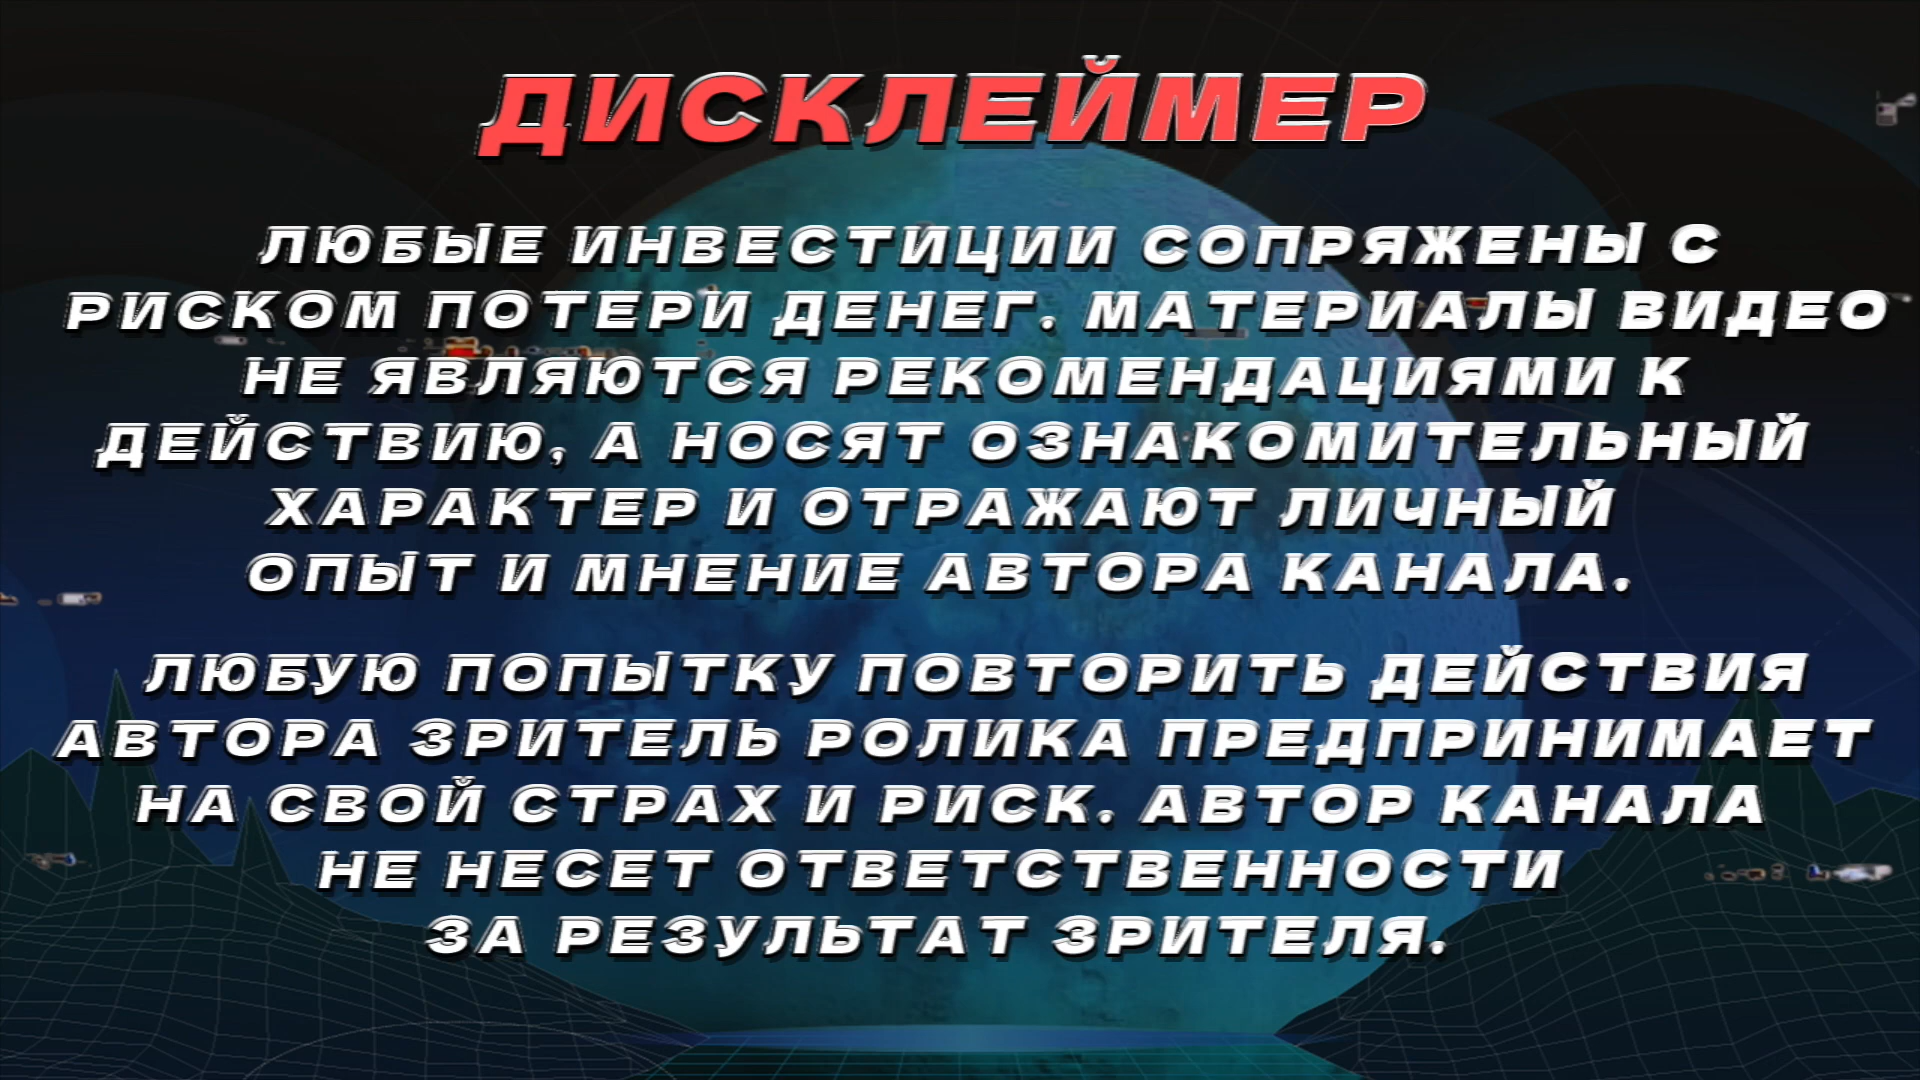 ДИСКЛЕЙМЕР
ЛЮБЫЕ ИНВЕСТИЦИИ СОПРЯЖЕНЫ С
РИСКОМ ПОТЕРИ ДЕНЕГ. МАТЕРИАЛЫ ВИДЕО
НЕ ЯВЛЯЮТСЯ РЕКОМЕНДАЦИЯМИ К
ДЕЙСТВИЮ, А НОСЯТ ОЗНАКОМИТЕЛЬНЫЙ
ХАРАКТЕР И ОТРАЖАЮТ ЛИЧНЫЙ
ОПЫТ И МНЕНИЕ АВТОРА КАНАЛА.
ЛЮБУЮ ПОПЫТКУ ПОВТОРИТЬ ДЕЙСТВИЯ
АВТОРА ЗРИТЕЛЬ РОЛИКА ПРЕДПРИНИМАЕТ
НА СВОЙ СТРАХ И РИСК. АВТОР КАНАЛА
НЕ НЕСЕТ ОТВЕТСТВЕННОСТИ
ЗА РЕЗУЛЬТАТ ЗРИТЕЛЯ.